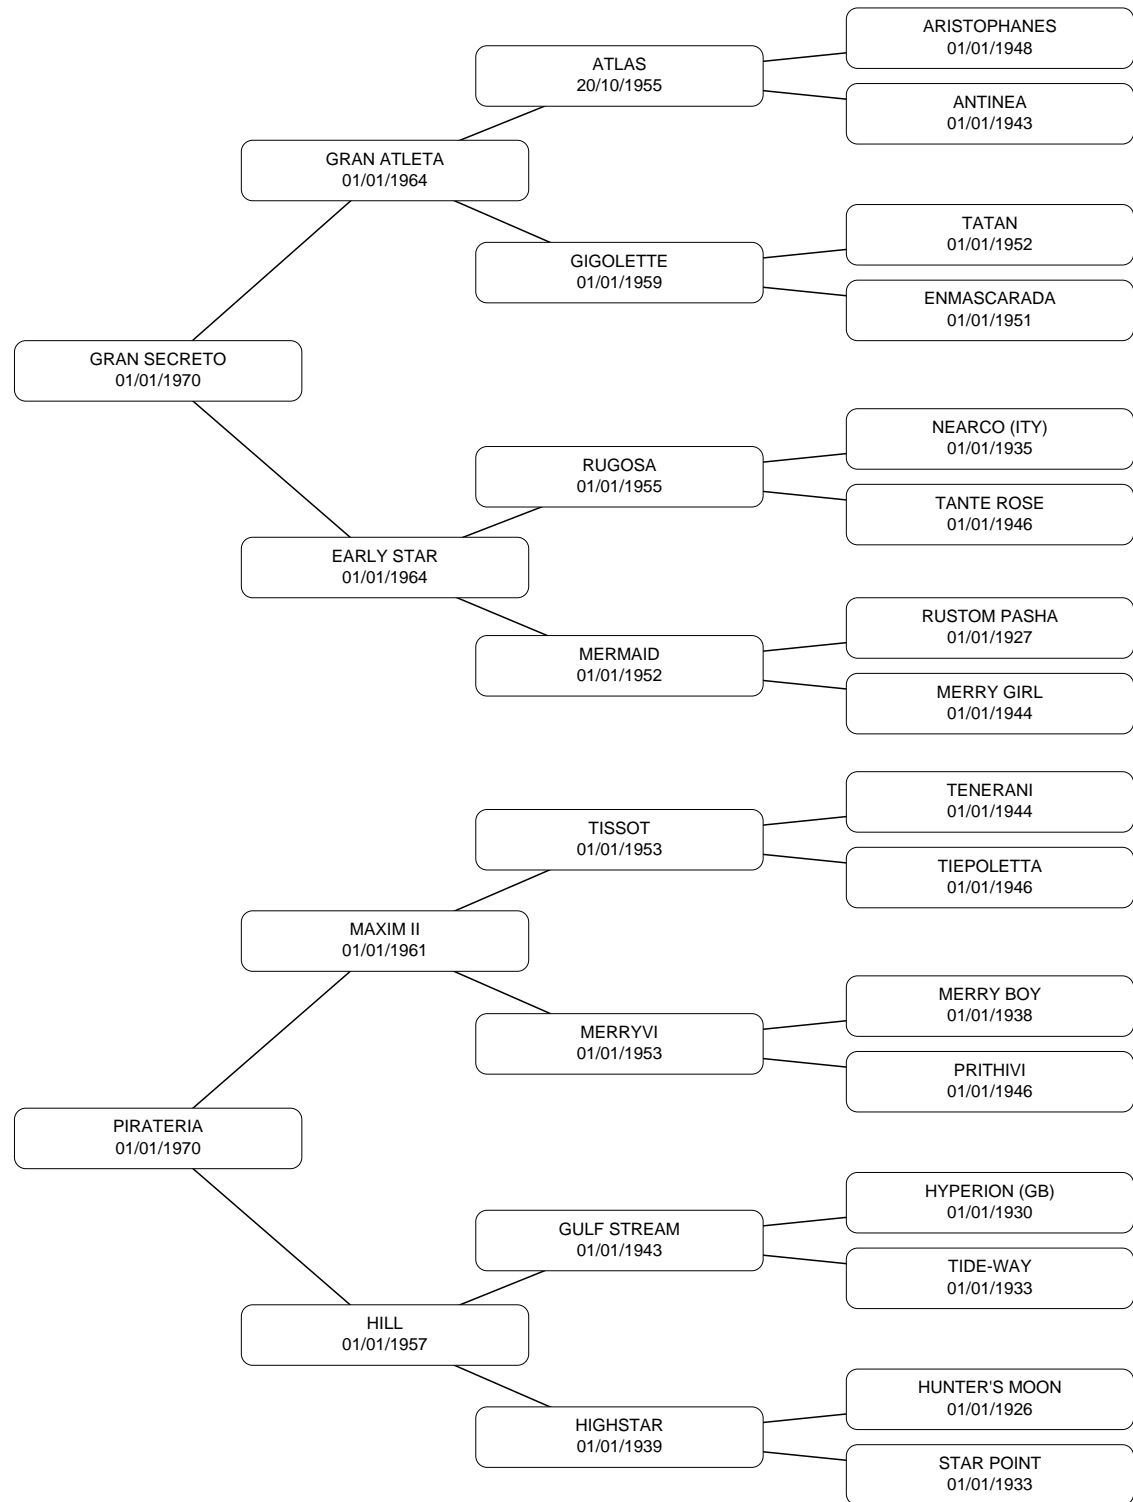 ARISTOPHANES
01/01/1948
ATLAS
20/10/1955
ANTINEA
01/01/1943
GRAN ATLETA
01/01/1964
TATAN
01/01/1952
GIGOLETTE
01/01/1959
ENMASCARADA
01/01/1951
GRAN SECRETO
01/01/1970
NEARCO (ITY)
01/01/1935
RUGOSA
01/01/1955
TANTE ROSE
01/01/1946
EARLY STAR
01/01/1964
RUSTOM PASHA
01/01/1927
MERMAID
01/01/1952
MERRY GIRL
01/01/1944
TENERANI
01/01/1944
TISSOT
01/01/1953
TIEPOLETTA
01/01/1946
MAXIM II
01/01/1961
MERRY BOY
01/01/1938
MERRYVI
01/01/1953
PRITHIVI
01/01/1946
PIRATERIA
01/01/1970
HYPERION (GB)
01/01/1930
GULF STREAM
01/01/1943
TIDE-WAY
01/01/1933
HILL
01/01/1957
HUNTER'S MOON
01/01/1926
HIGHSTAR
01/01/1939
STAR POINT
01/01/1933